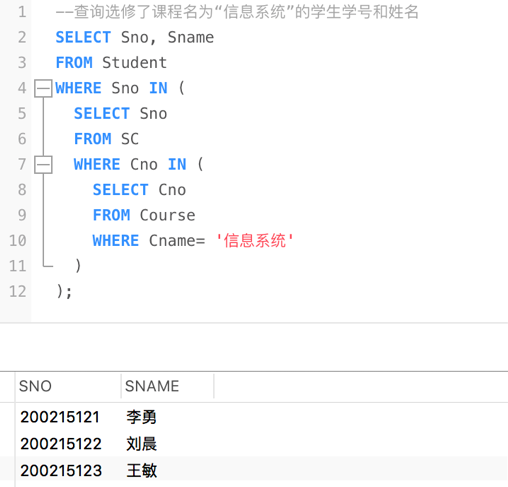 1 --查询选修了课程名为“信息系统”的学生学号和姓名
2 SELECT Sno, Sname
3 FROM Student
4 WHERE Sno IN (
5 SELECT Sno
6 FROM SC
7 WHERE Cno IN (
8 SELECT Cno
9 FROM Course
10 WHERE Cname= '信息系统'
11 )
12 );
SNO SNAME
200215121 李勇
200215122 刘晨
200215123 王敏